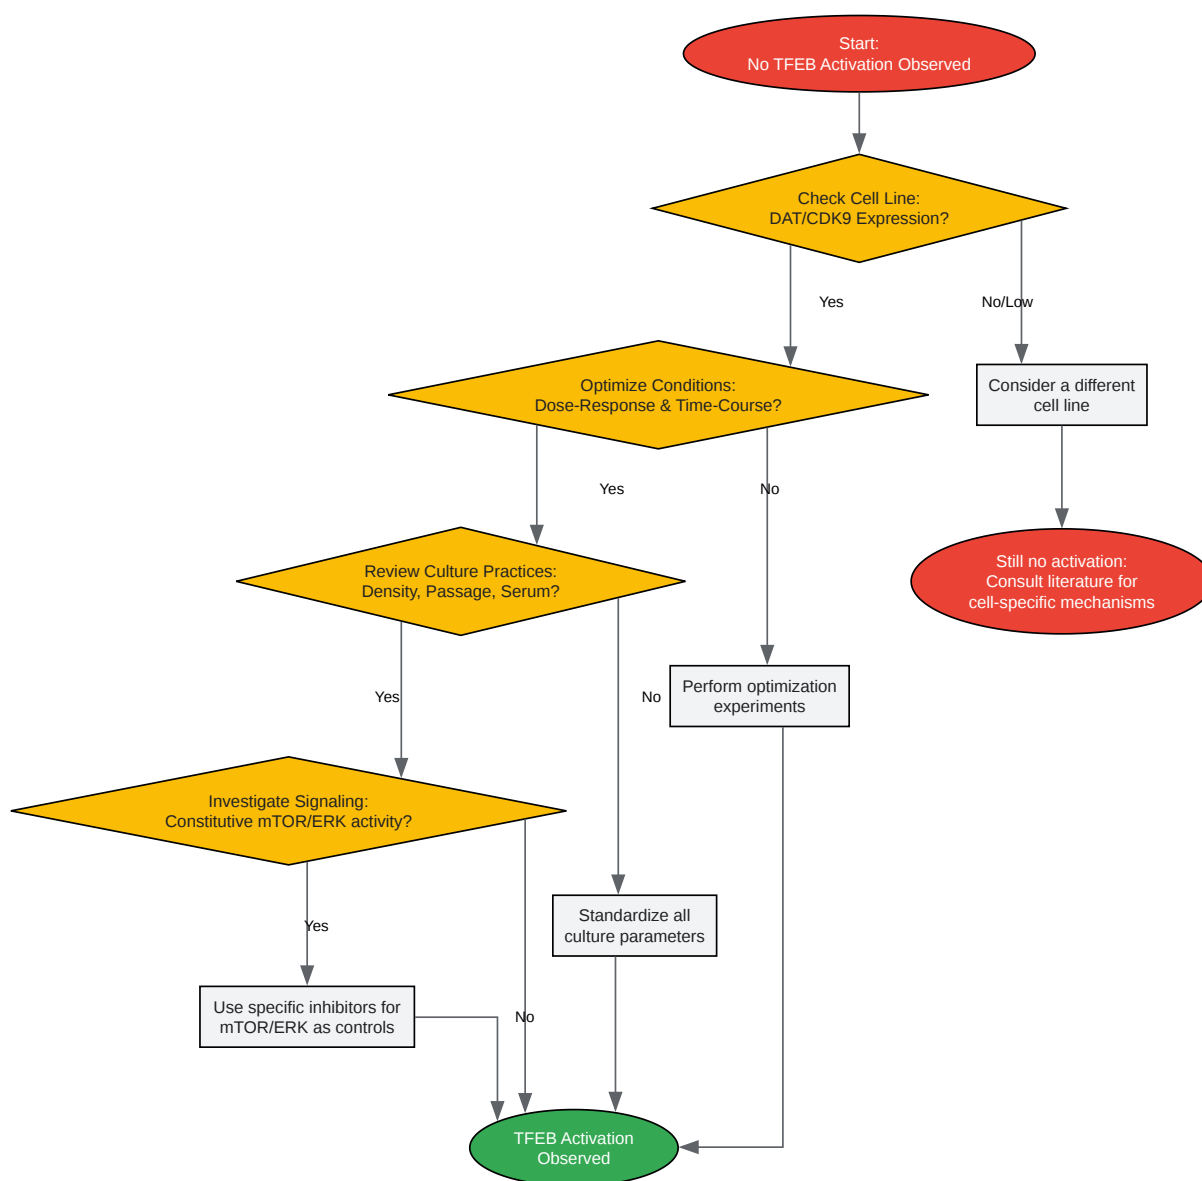 Start:
No TFEB Activation Observed
Check Cell Line:
DAT/CDK9 Expression?
Yes
No/Low
Optimize Conditions:
Dose-Response & Time-Course?
Consider a different
cell line
Yes
No
Review Culture Practices:
Density, Passage, Serum?
Still no activation:
Consult literature for
cell-specific mechanisms
Yes
No
Perform optimization
experiments
Investigate Signaling:
Constitutive mTOR/ERK activity?
Yes
Standardize all
culture parameters
Use specific inhibitors for
mTOR/ERK as controls
No
TFEB Activation
Observed